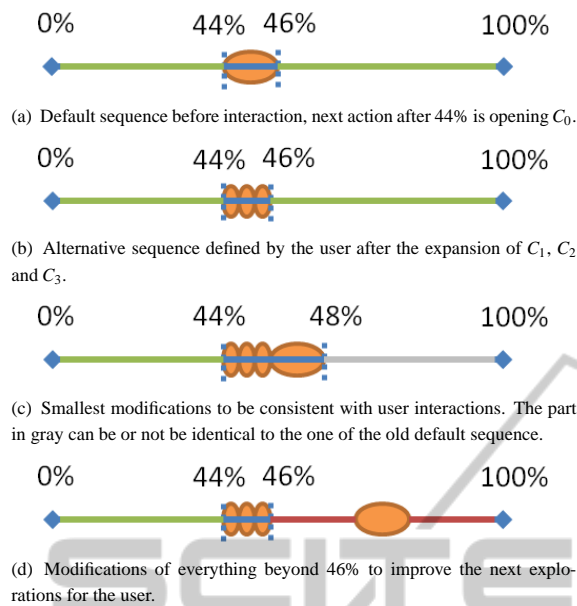 0% 44% 46% 100%
(a) Default sequence before interaction, next action after 44% is opening C₀.
0% 44% 46% 100%
(b) Alternative sequence defined by the user after the expansion of C₁, C₂
and C₃.
0% 44% 48% 100%
(c) Smallest modifications to be consistent with user interactions. The part
in gray can be or not be identical to the one of the old default sequence.
0% 44% 46% 100%
(d) Modifications of everything beyond 46% to improve the next explo-
rations for the user.
SCITE